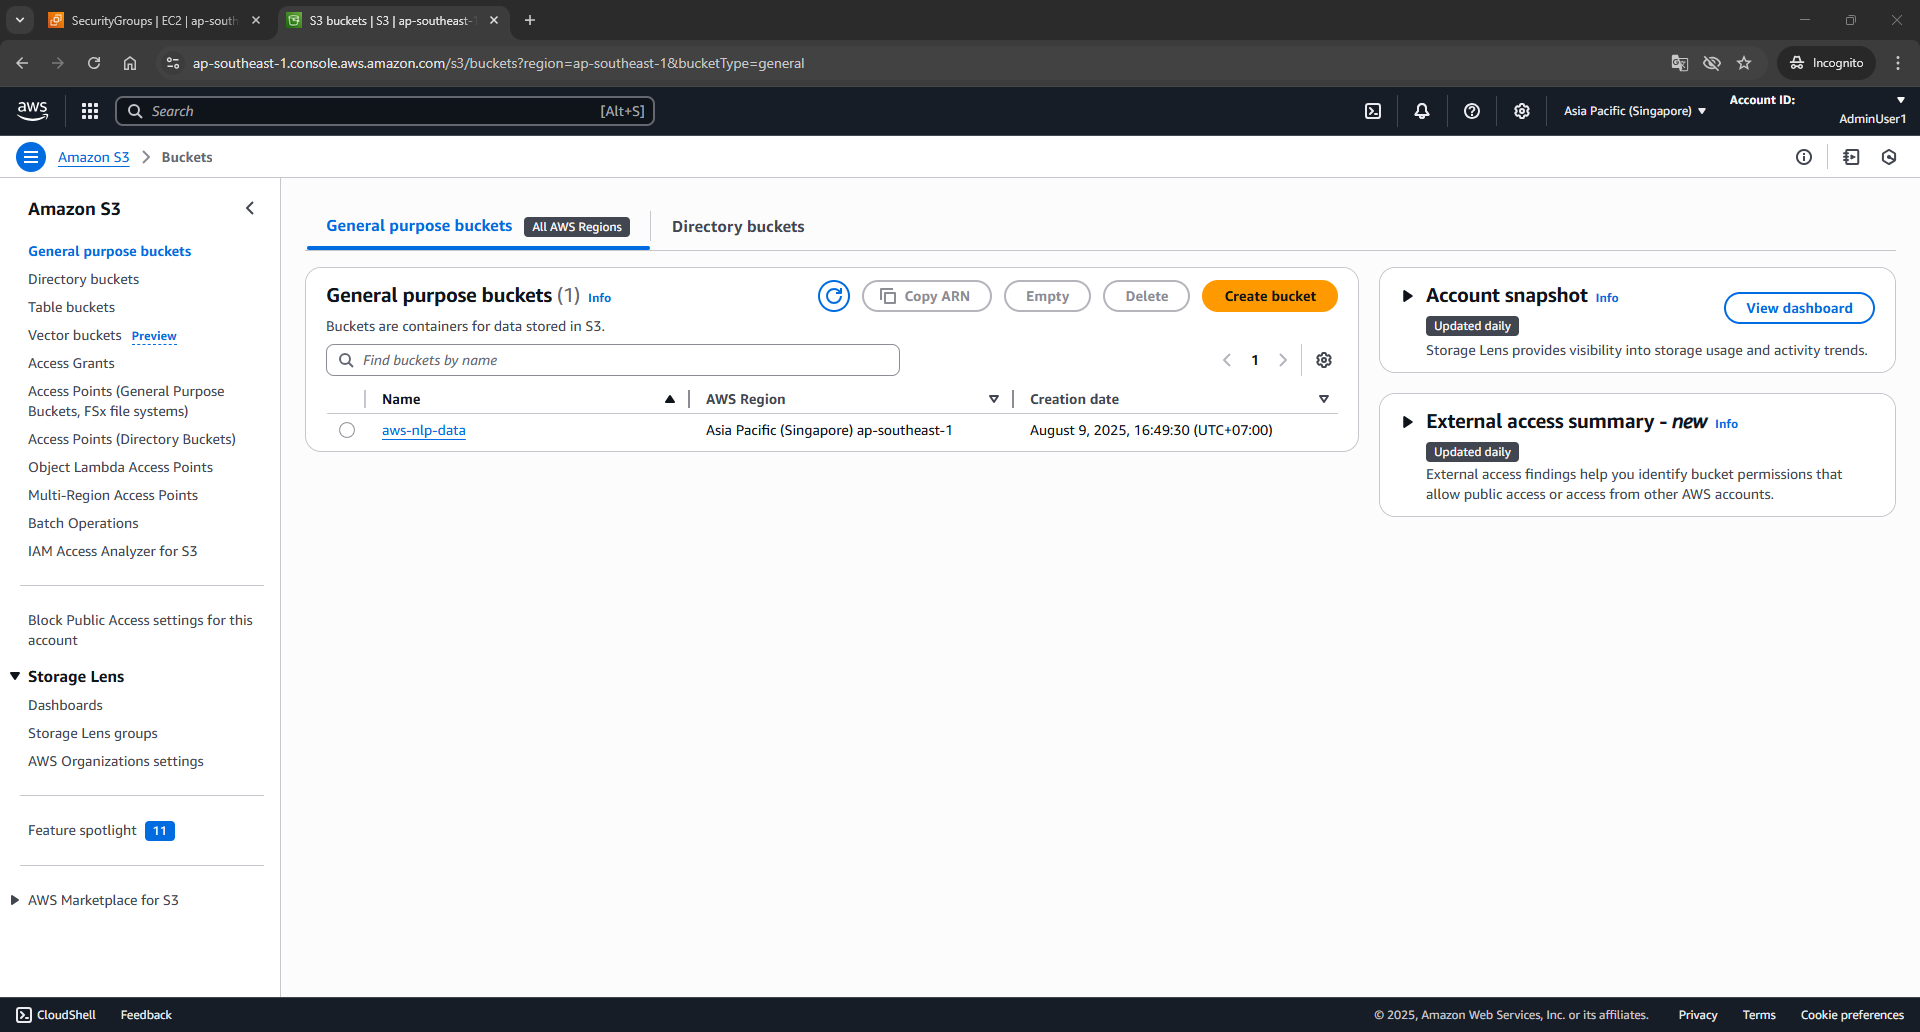 SecurityGroups | EC2 | ap-south
S3 buckets | S3 | ap-southeast-
ap-southeast-1.console.aws.amazon.com/s3/buckets?region=ap-southeast-1&bucketType=general
Incognito
aws
Search
[Alt+S]
Asia Pacific (Singapore)
Account ID:
AdminUser1
Amazon S3
Buckets
Amazon S3
General purpose buckets
Directory buckets
Table buckets
Vector buckets Preview
Access Grants
Access Points (General Purpose
Buckets, FSx file systems)
Access Points (Directory Buckets)
Object Lambda Access Points
Multi-Region Access Points
Batch Operations
IAM Access Analyzer for S3
Block Public Access settings for this
account
Storage Lens
Dashboards
Storage Lens groups
AWS Organizations settings
Feature spotlight 11
AWS Marketplace for S3
General purpose buckets All AWS Regions
Directory buckets
General purpose buckets (1) Info
Copy ARN
Empty
Delete
Create bucket
Buckets are containers for data stored in S3.
Find buckets by name
1
Name
AWS Region
Creation date
aws-nlp-data
Asia Pacific (Singapore) ap-southeast-1
August 9, 2025, 16:49:30 (UTC+07:00)
Account snapshot Info
Updated daily
View dashboard
Storage Lens provides visibility into storage usage and activity trends.
External access summary - new Info
Updated daily
External access findings help you identify bucket permissions that
allow public access or access from other AWS accounts.
CloudShell
Feedback
© 2025, Amazon Web Services, Inc. or its affiliates.
Privacy
Terms
Cookie preferences